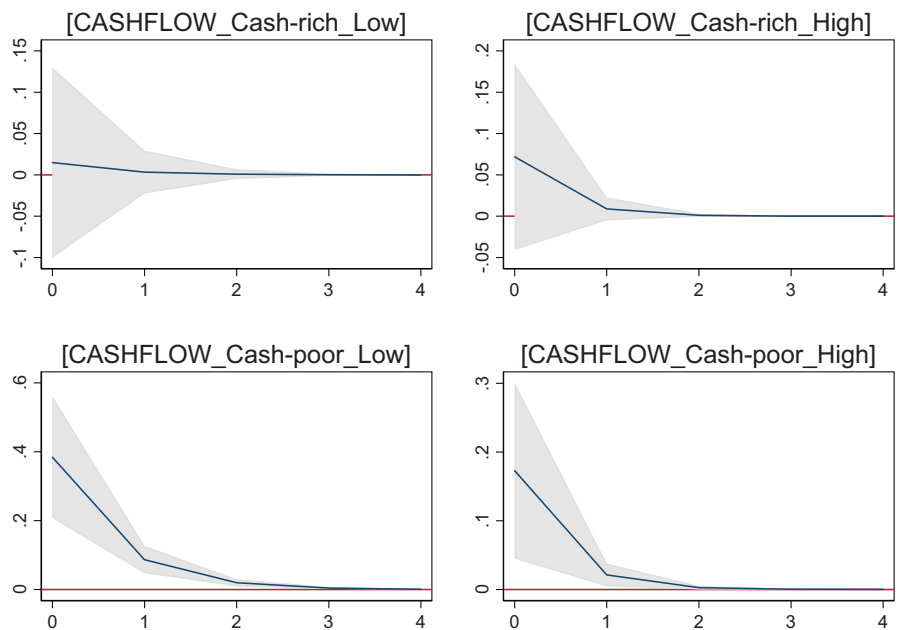 [CASHFLOW_Cash-rich_Low]
.15
.1
.05
0
-.05
-.1
0 1 2 3 4
[CASHFLOW_Cash-rich_High]
.2
.15
.1
.05
0
-.05
0 1 2 3 4
[CASHFLOW_Cash-poor_Low]
.6
.4
.2
0
0 1 2 3 4
[CASHFLOW_Cash-poor_High]
.3
.2
.1
0
0 1 2 3 4